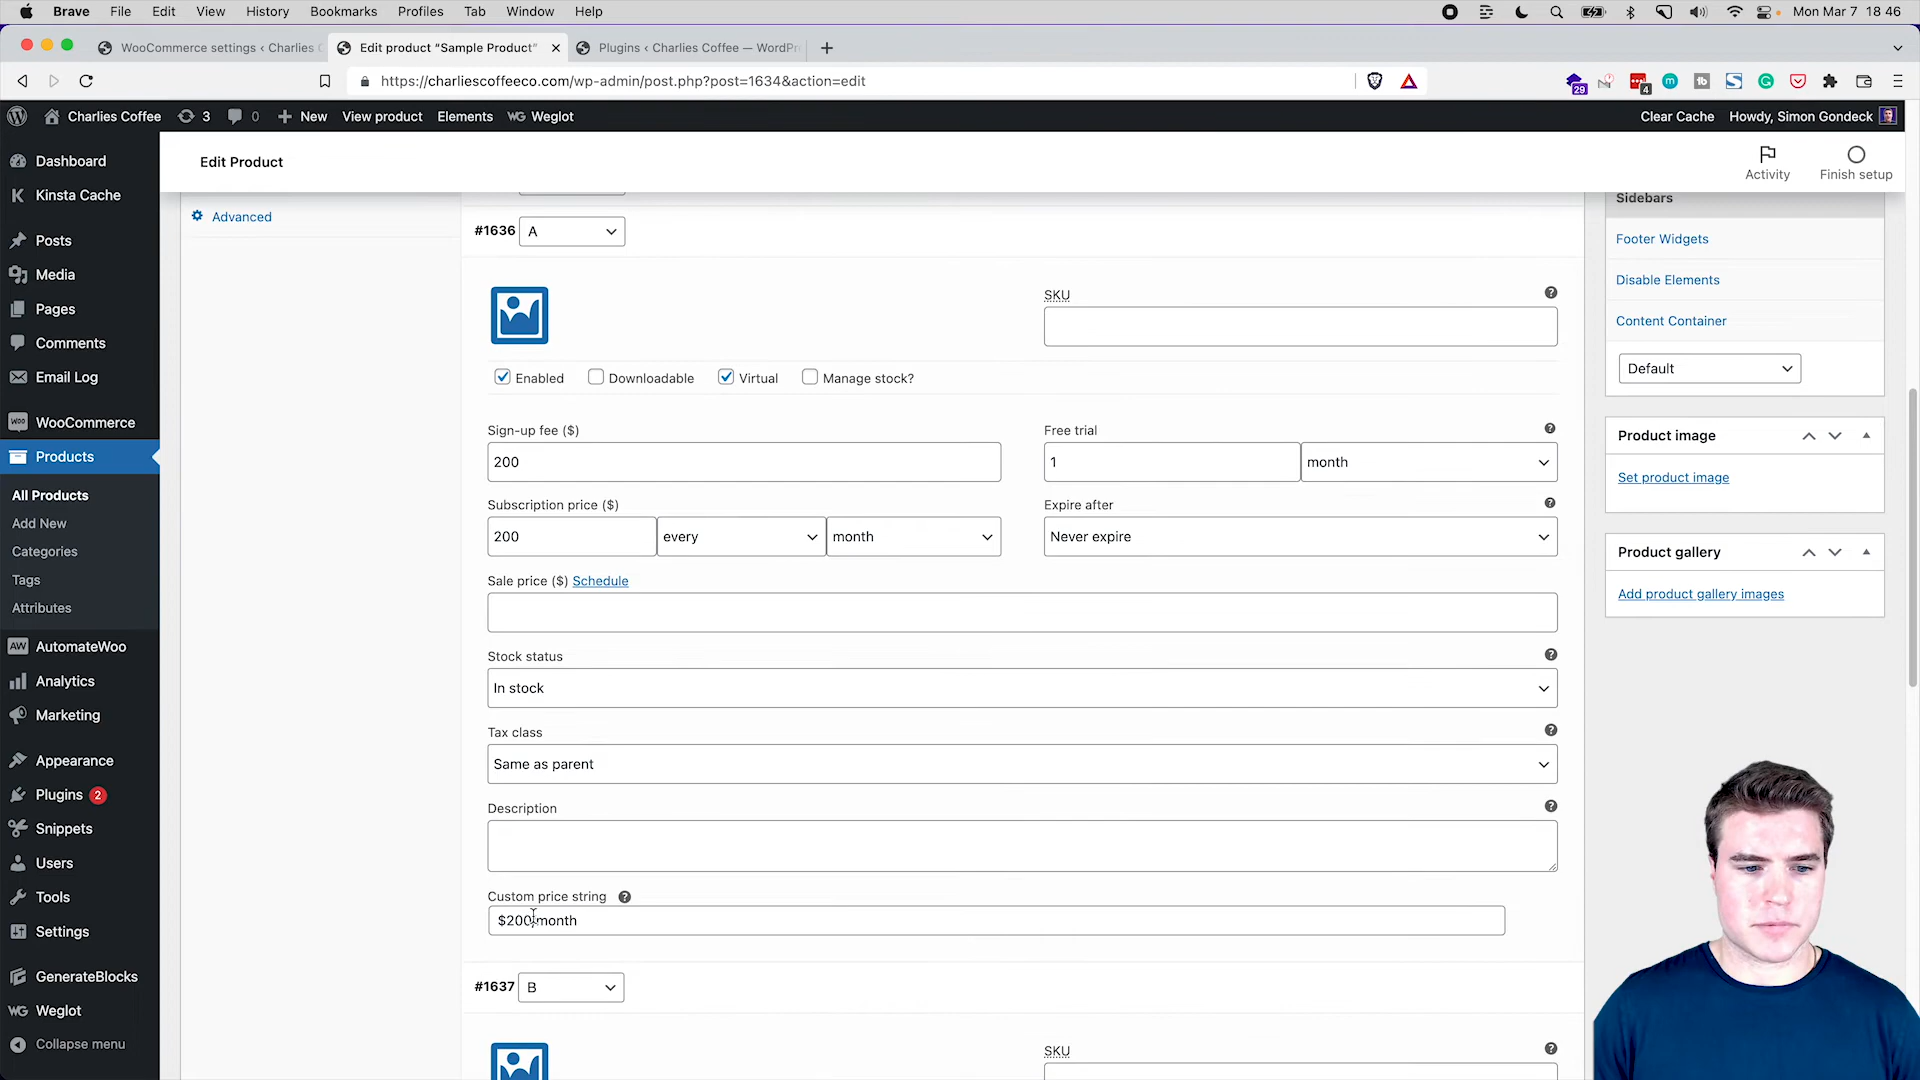 Brave File Edit View History Bookmarks Profiles Tab Window Help Mon Mar 7 18 46
WooCommerce settings ‹ Charlies C Edit product “Sample Product” Plugins ‹ Charlies Coffee — WordPr
https://charliescoffeeco.com/wp-admin/post.php?post=1634&action=edit 29 4
Charlies Coffee 3 0 New View product Elements WG Weglot Clear Cache Howdy, Simon Gondeck
Dashboard
Kinsta Cache
Posts
Media
Pages
Comments
Email Log
WooCommerce
Products
All Products
Add New
Categories
Tags
Attributes
AutomateWoo
Analytics
Marketing
Appearance
Plugins 2
Snippets
Users
Tools
Settings
GenerateBlocks
WG Weglot
Collapse menu
Edit Product
Activity
Finish setup
Advanced
#1636 A
SKU
Enabled Downloadable Virtual Manage stock?
Sign-up fee ($) Free trial
200 1 month
Subscription price ($) Expire after
200 every month Never expire
Sale price ($) Schedule
Stock status
In stock
Tax class
Same as parent
Description
Custom price string
$200/month
#1637 B
SKU
Sidebars
Footer Widgets
Disable Elements
Content Container
Default
Product image
Set product image
Product gallery
Add product gallery images